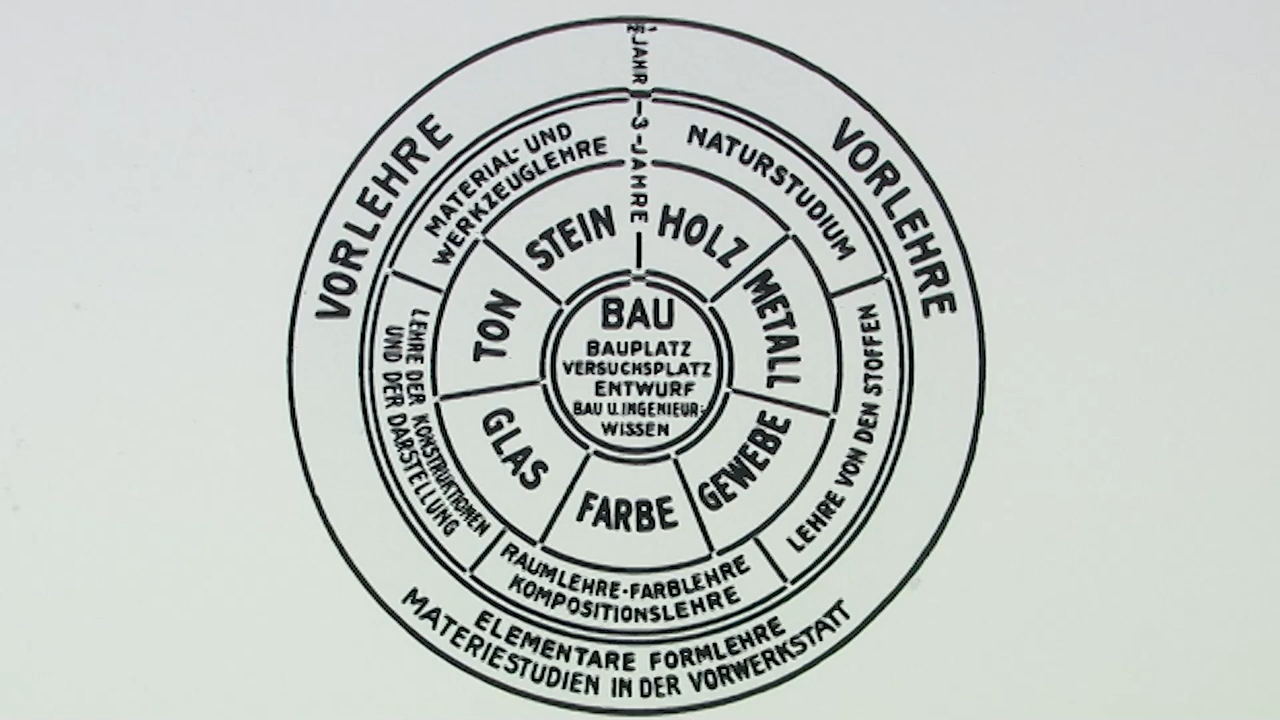 ½ JAHR
VORLEHRE
VORLEHRE
-3-JAHRE
MATERIAL- UND
WERKZEUGLEHRE
NATURSTUDIUM
LEHRE VON DEN STOFFEN
RAUMLEHRE-FARBLEHRE
KOMPOSITIONSLEHRE
LEHRE DER KONSTRUKTIONEN
UND DER DARSTELLUNG
STEIN
HOLZ
METALL
GEWEBE
FARBE
GLAS
TON
BAU
BAUPLATZ
VERSUCHSPLATZ
ENTWURF
BAU U. INGENIEUR-
WISSEN
ELEMENTARE FORMLEHRE
MATERIESTUDIEN IN DER VORWERKSTATT